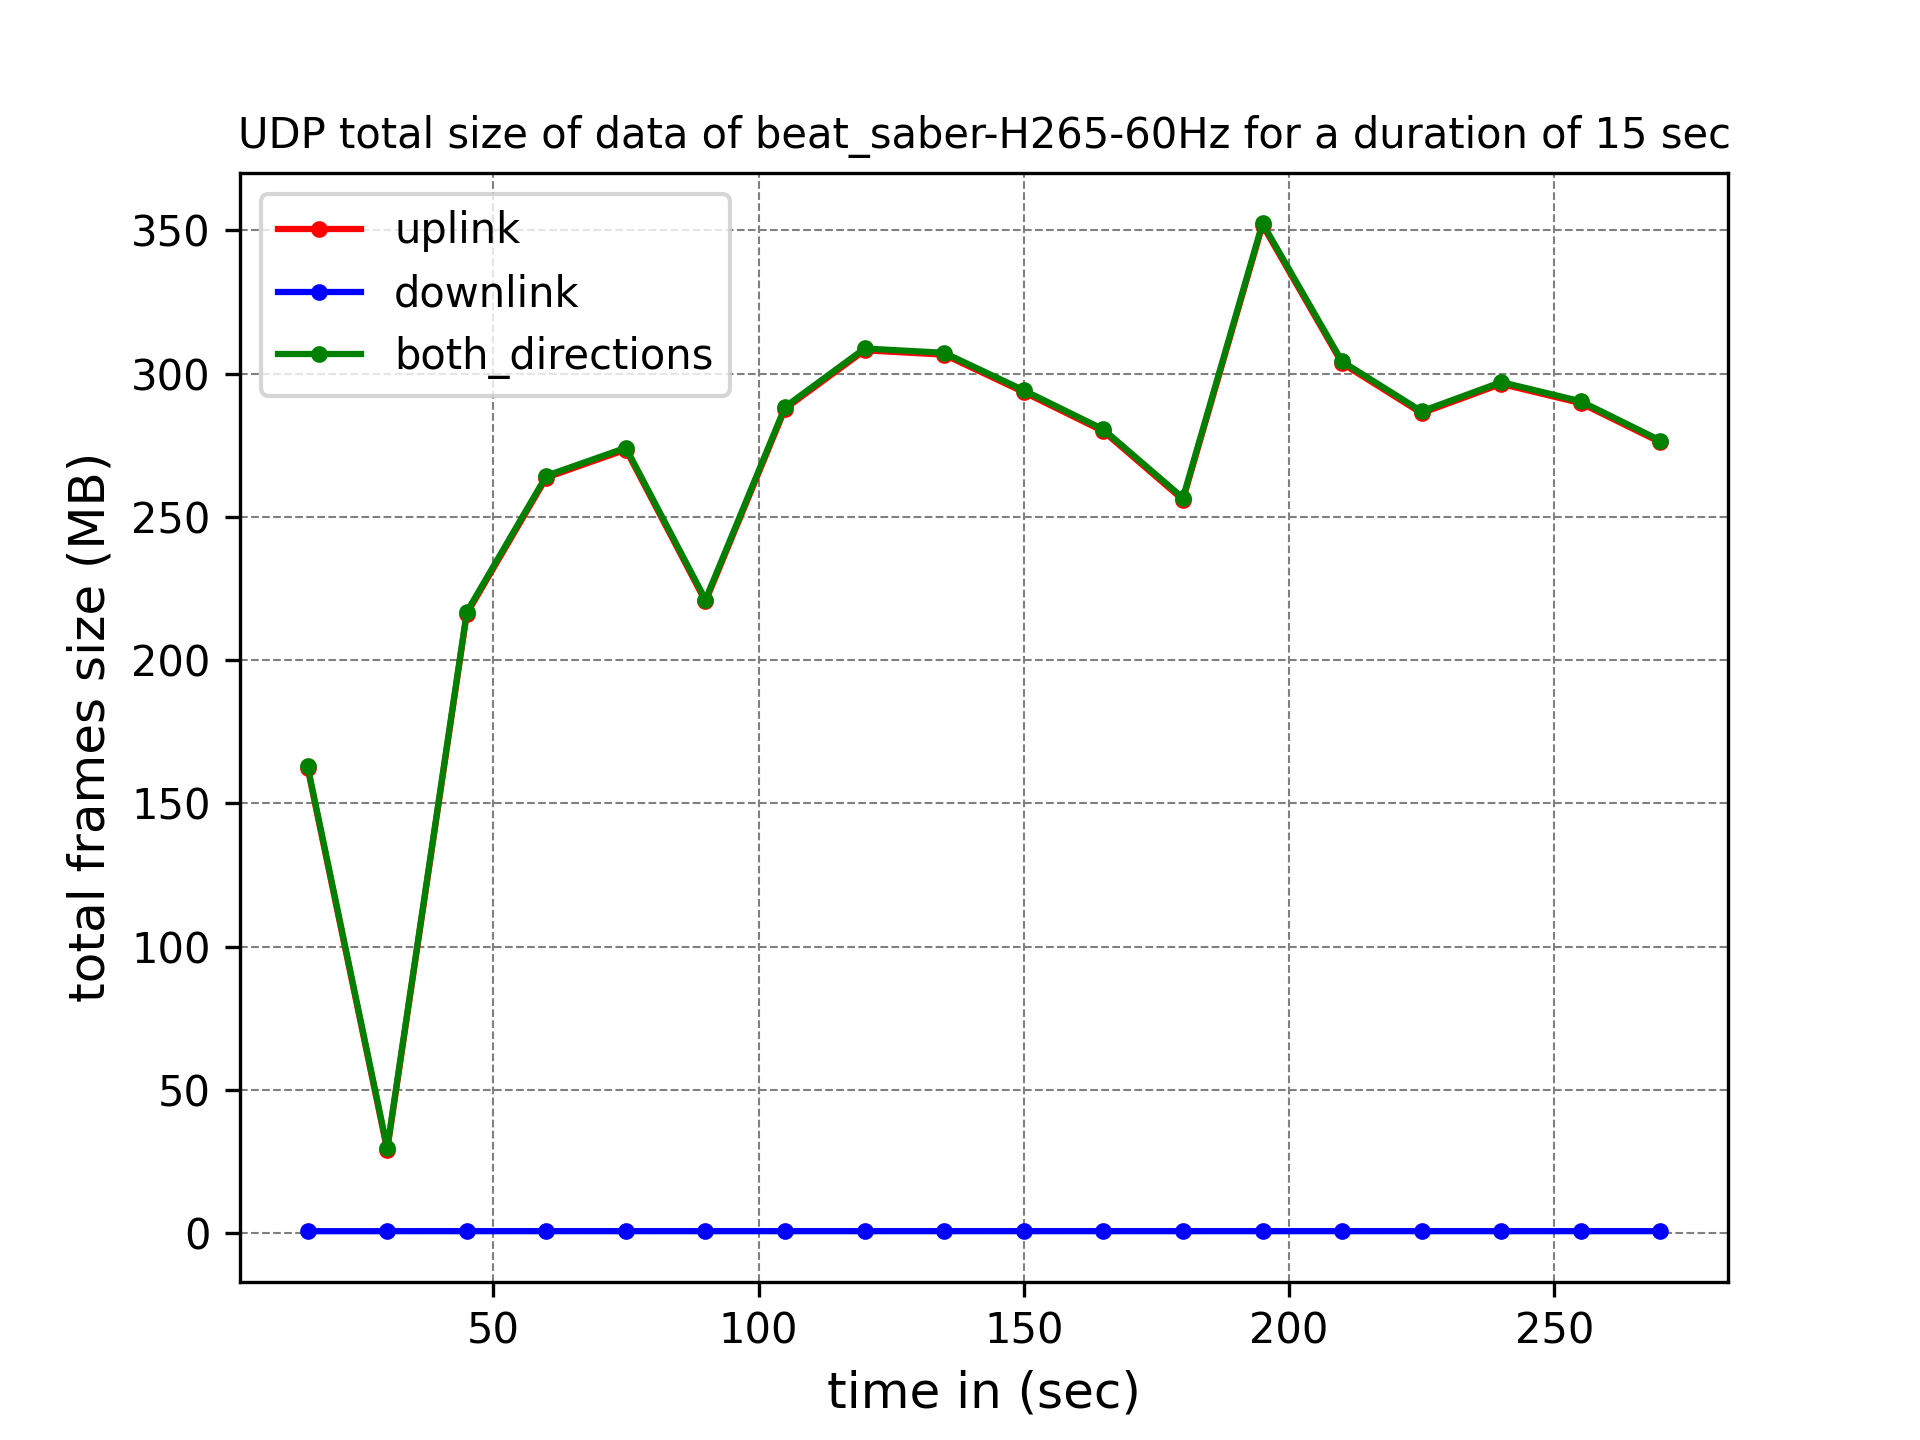 UDP total size of data of beat_saber-H265-60Hz for a duration of 15 sec
uplink
downlink
both_directions
total frames size (MB)
350
300
250
200
150
100
50
0
50 100 150 200 250
time in (sec)